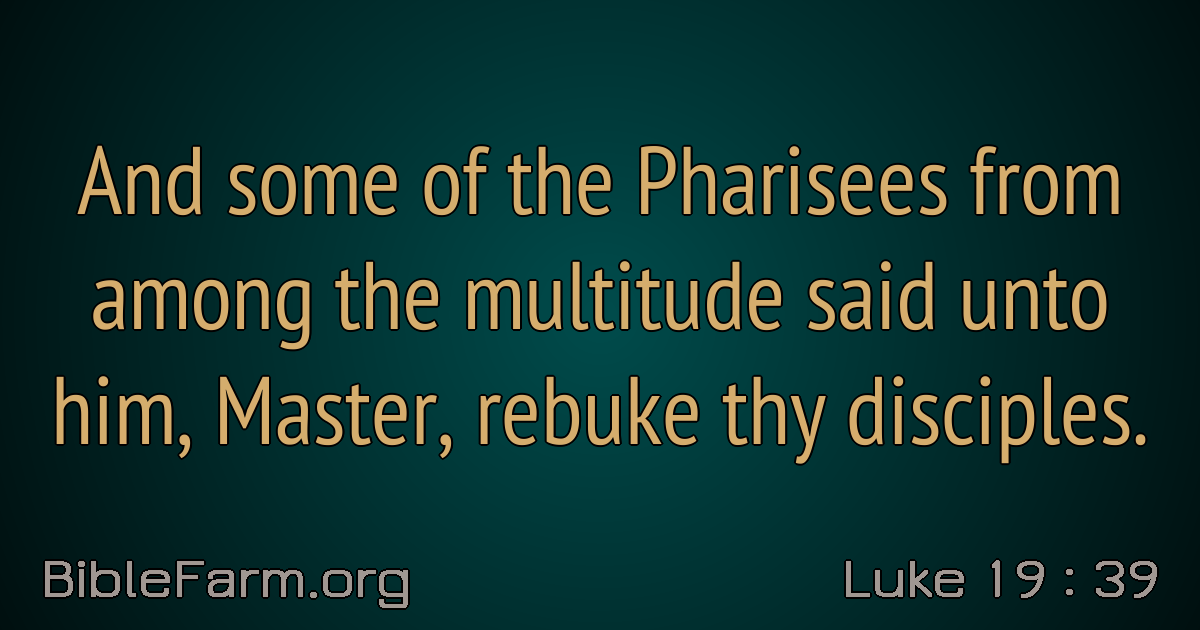 And some of the Pharisees from
among the multitude said unto
him, Master, rebuke thy disciples.
BibleFarm.org
Luke 19 : 39